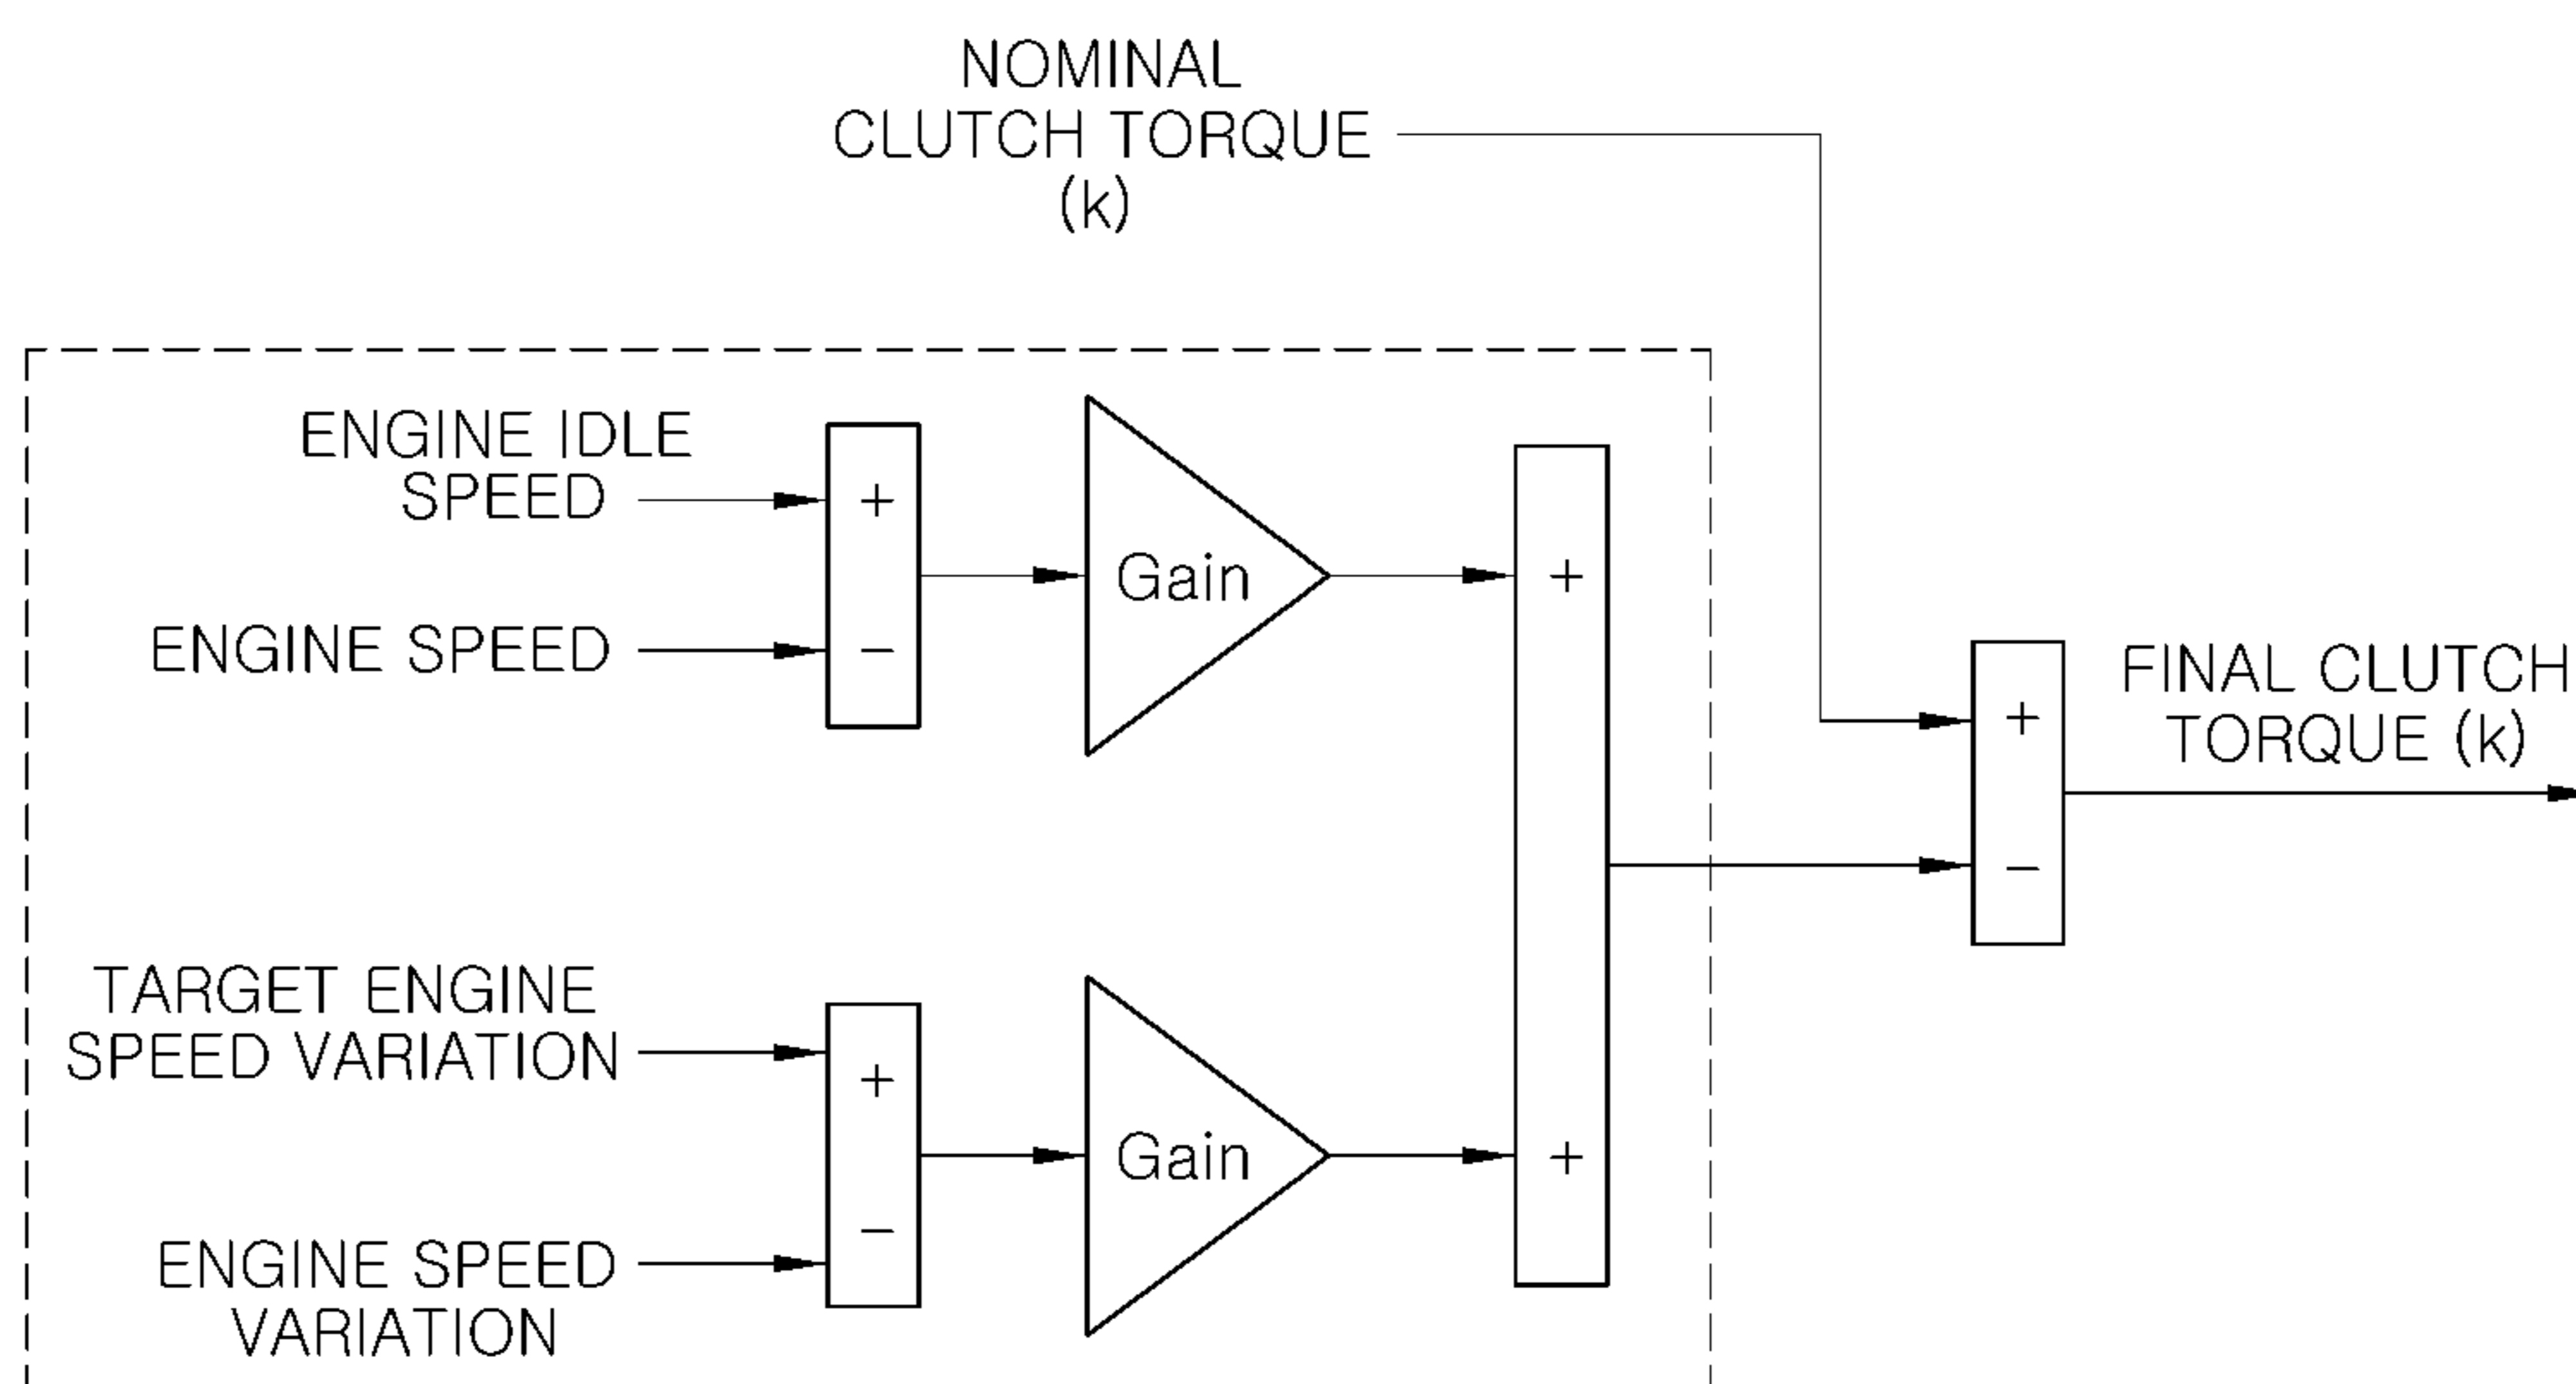 NOMINAL
CLUTCH TORQUE
(k)
ENGINE IDLE
SPEED
+
Gain
+
ENGINE SPEED
−
FINAL CLUTCH
TORQUE (k)
+
−
TARGET ENGINE
SPEED VARIATION
+
Gain
+
−
ENGINE SPEED
VARIATION